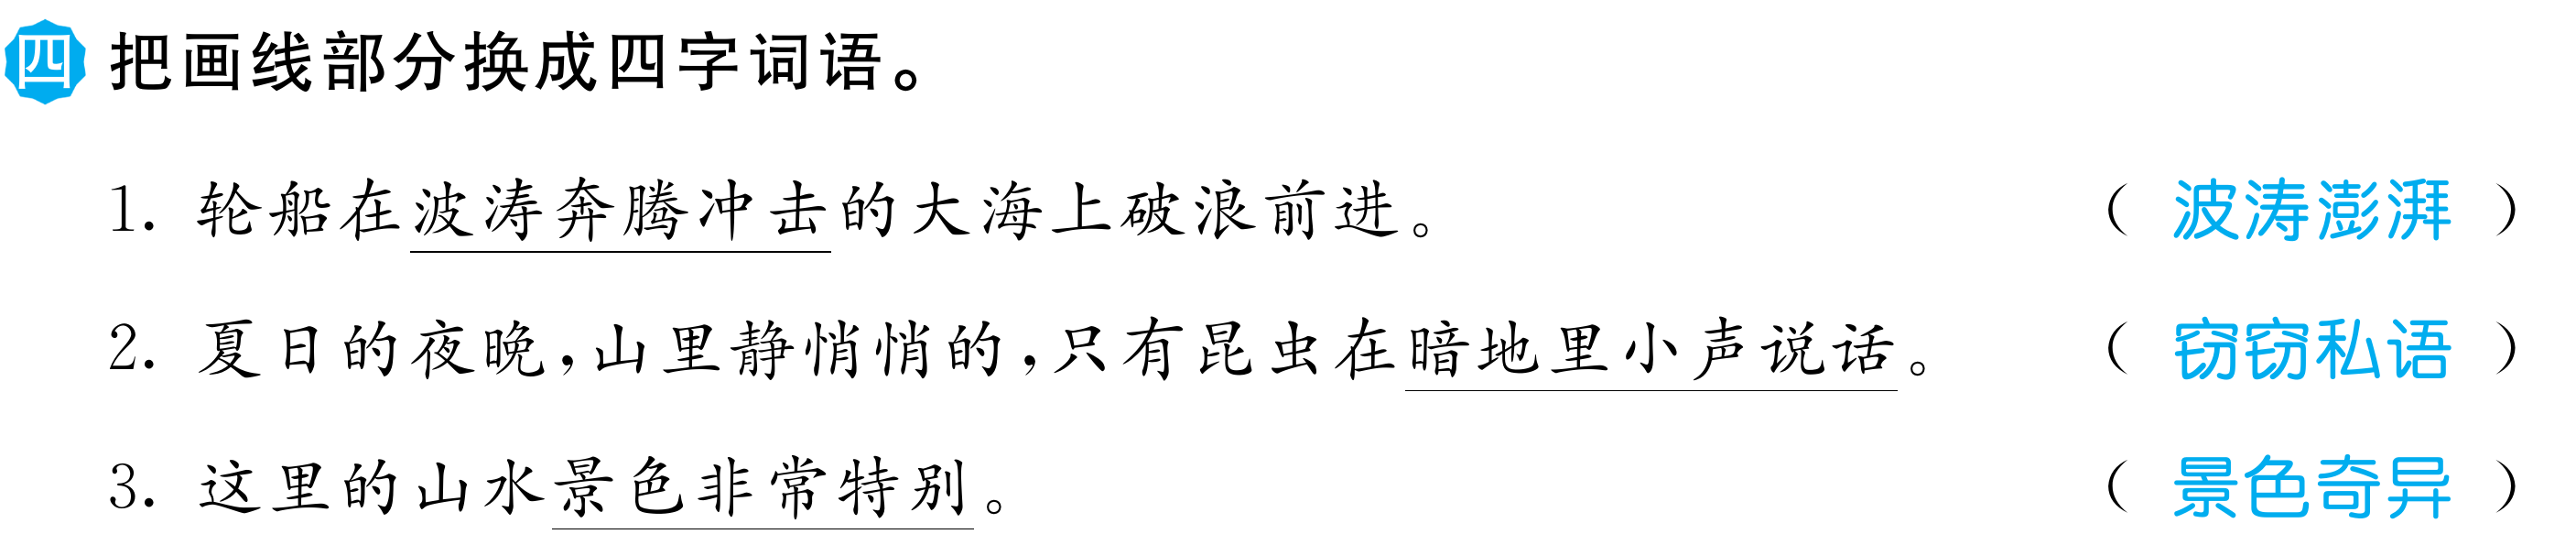 四 把画线部分换成四字词语。
1. 轮船在波涛奔腾冲击的大海上破浪前进。 （ 波涛澎湃 ）
2. 夏日的夜晚，山里静悄悄的，只有昆虫在暗地里小声说话。 （ 窃窃私语 ）
3. 这里的山水景色非常特别。 （ 景色奇异 ）